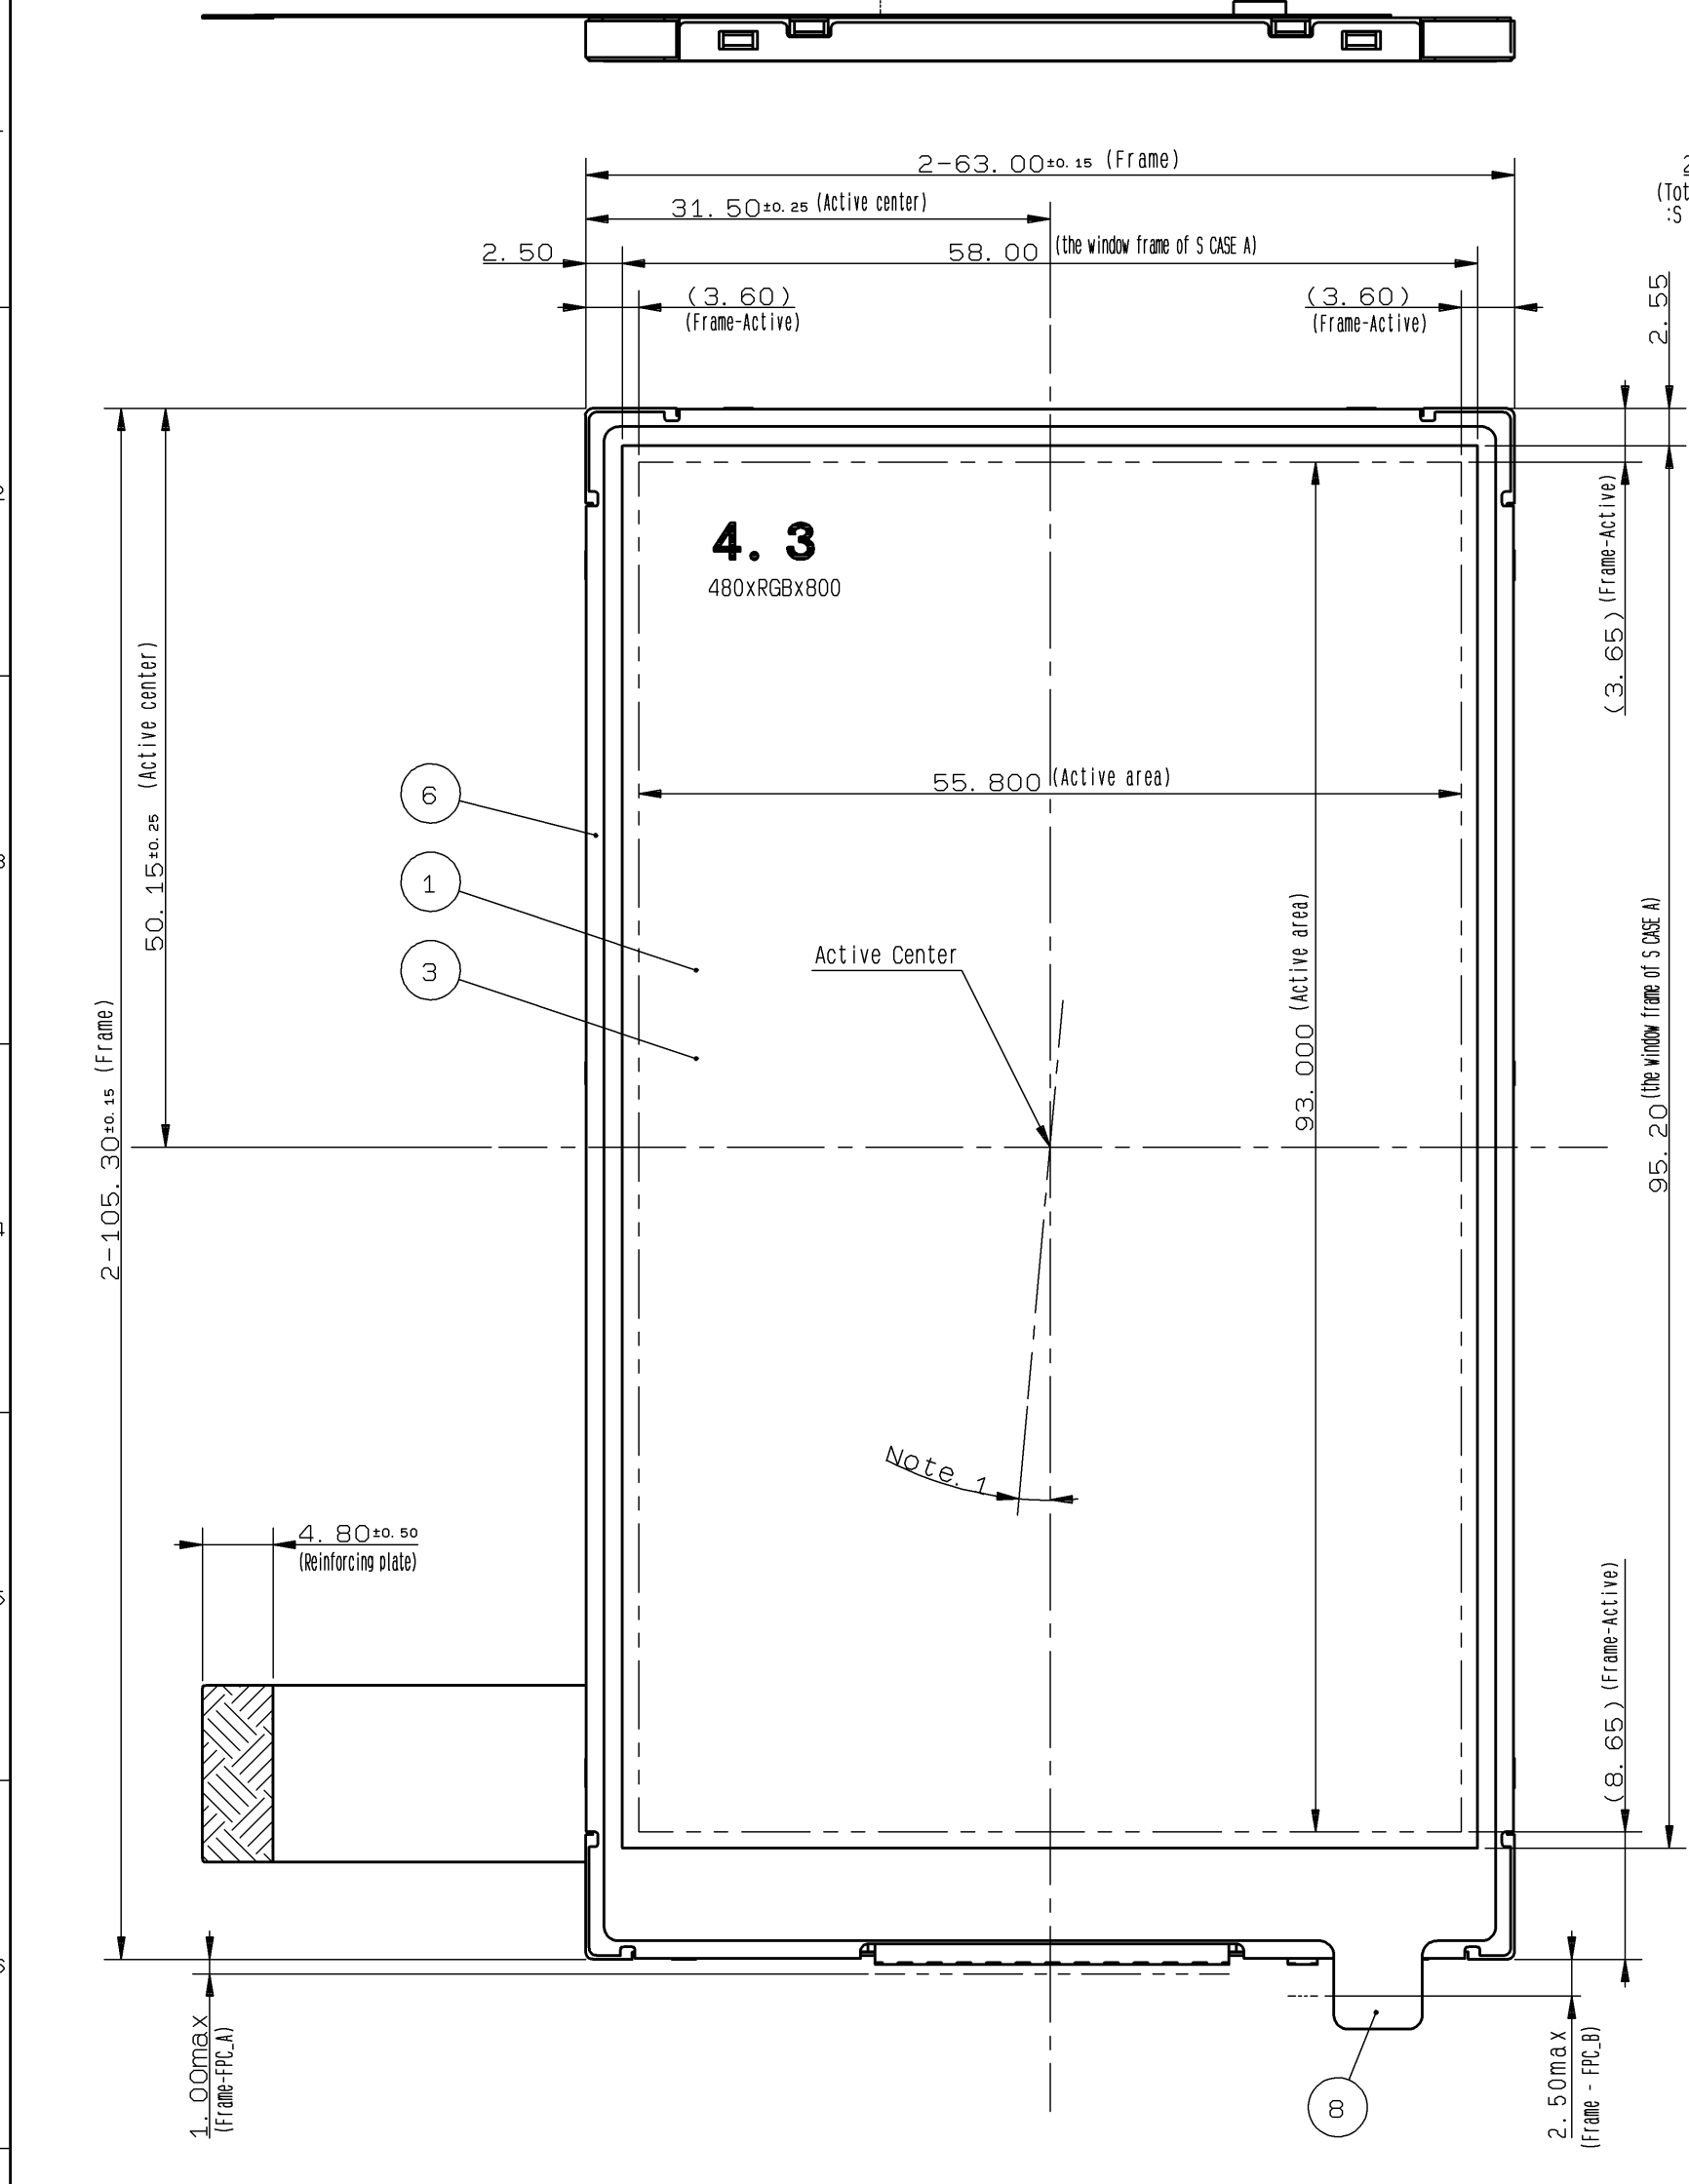 2-63.00±0.15 (Frame)
31.50±0.25 (Active center)
(Tot
:S
2.50
58.00 (the window frame of S CASE A)
(3.60)
(Frame-Active)
(3.60)
(Frame-Active)
2.55
4.3
480xRGBx800
(3.65) (Frame-Active)
50.15±0.25 (Active center)
55.800 (Active area)
6
1
3
Active Center
93.000 (Active area)
95.20 (the window frame of S CASE A)
2-105.30±0.15 (Frame)
Note.1
4.80±0.50
(Reinforcing plate)
(8.65) (Frame-Active)
1.00max
(Frame-FPC_A)
8
2.50max
(Frame - FPC_B)